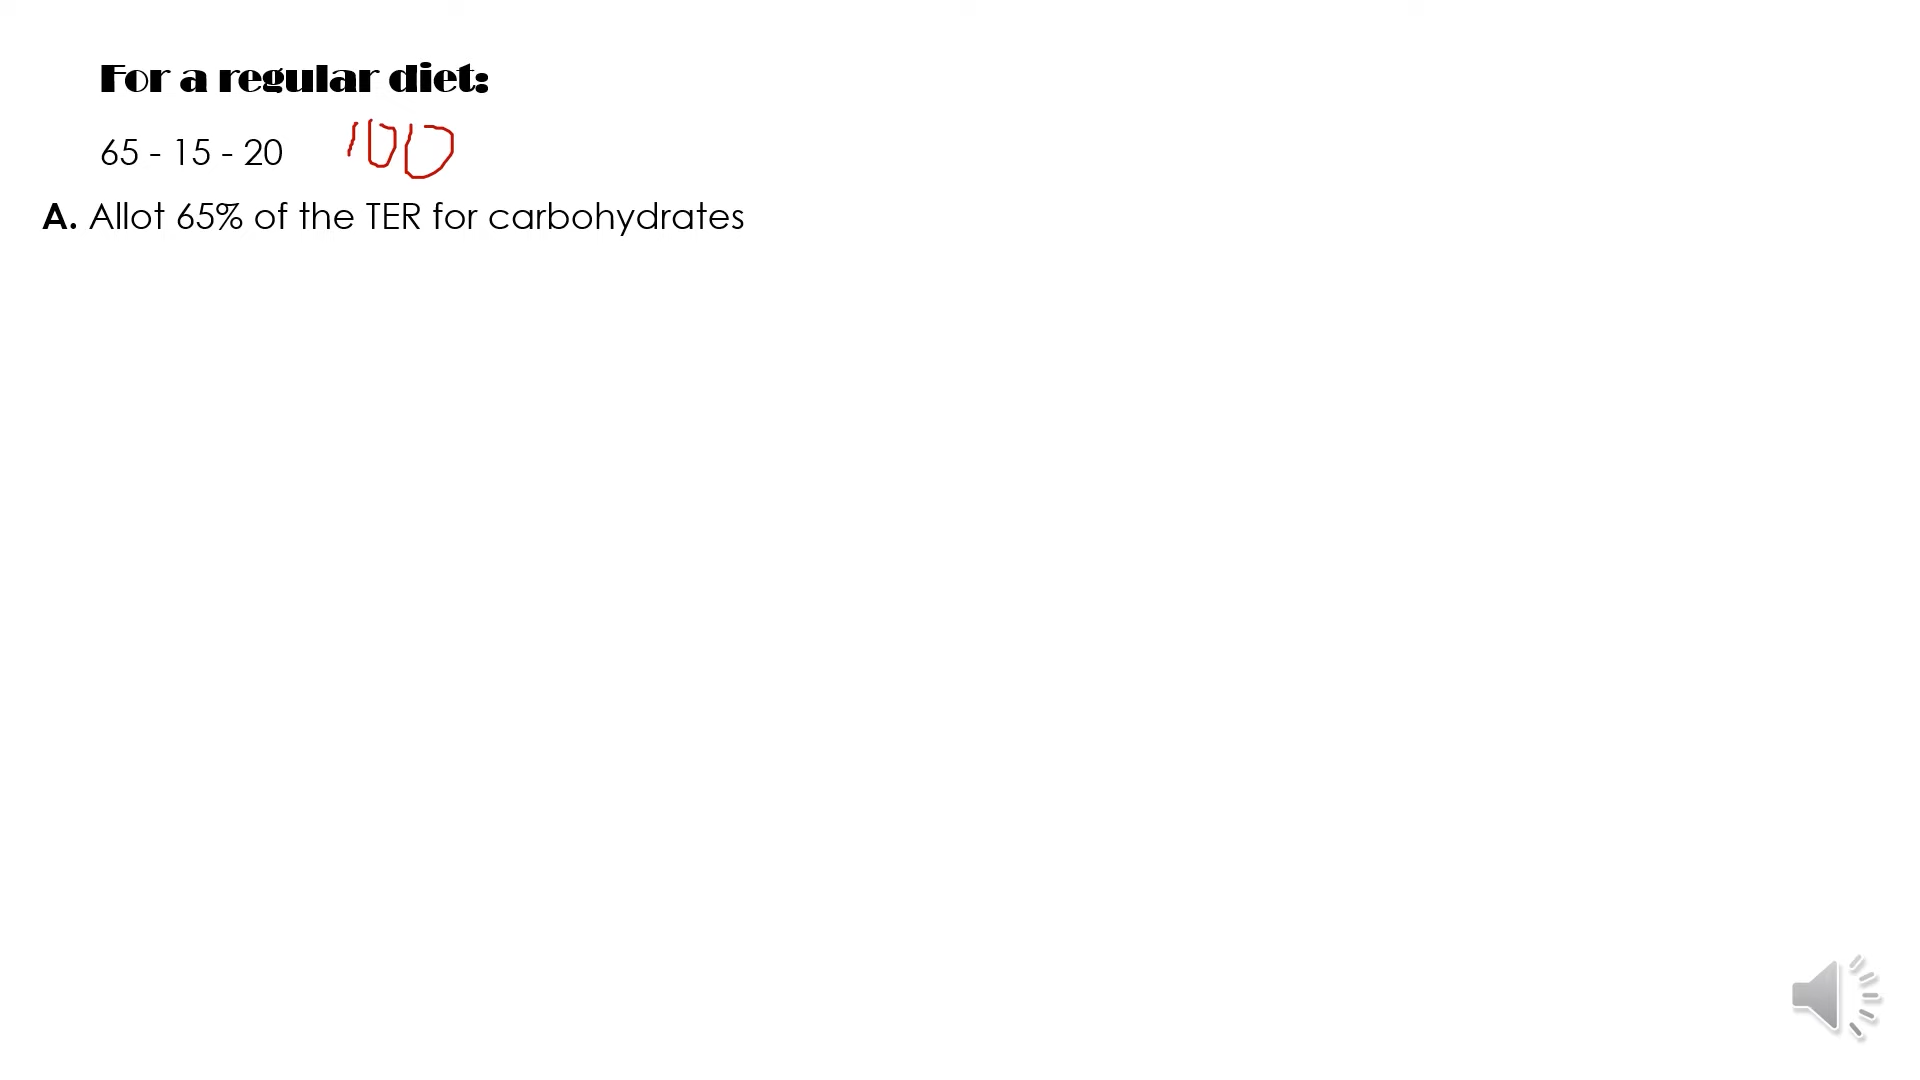 For a regular diet:
65 - 15 - 20 100
A. Allot 65% of the TER for carbohydrates